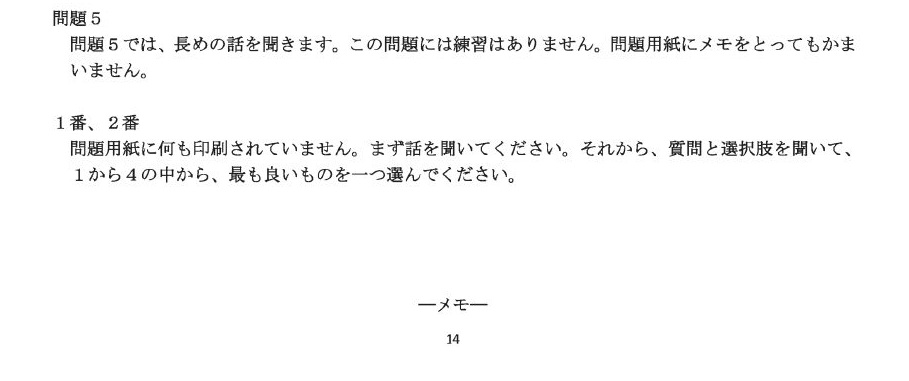 問題５
問題５では、長めの話を聞きます。この問題には練習はありません。問題用紙にメモをとってもかま
いません。
１番、２番
問題用紙に何も印刷されていません。まず話を聞いてください。それから、質問と選択肢を聞いて、
１から４の中から、最も良いものを一つ選んでください。
―メモ―
14